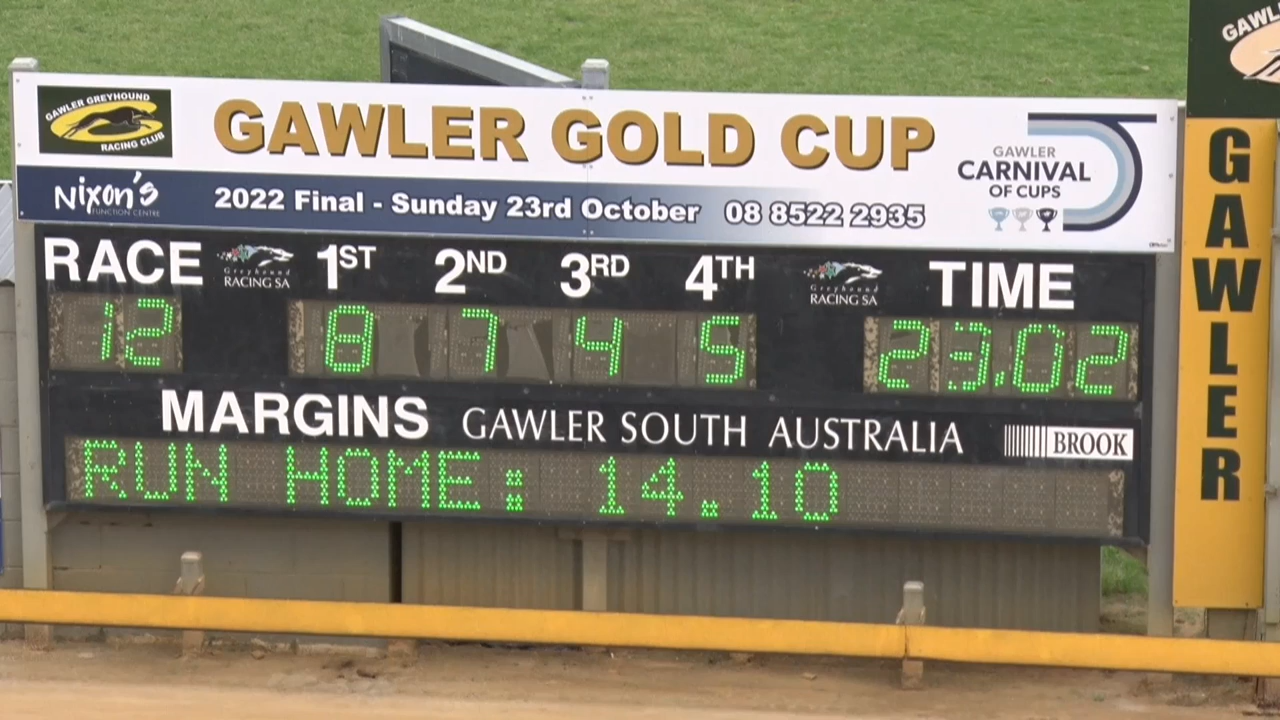 GAWLER GREYHOUND
RACING CLUB
GAWLER GOLD CUP
GAWLER
CARNIVAL
OF CUPS
Nixon's
FUNCTION CENTRE
2022 Final - Sunday 23rd October 08 8522 2935
RACE
Greyhound
RACING SA
1ST 2ND 3RD 4TH
Greyhound
RACING SA
TIME
12 8 7 4 5 23.02
MARGINS GAWLER SOUTH AUSTRALIA BROOK
RUN HOME: 14.10
GAWLER